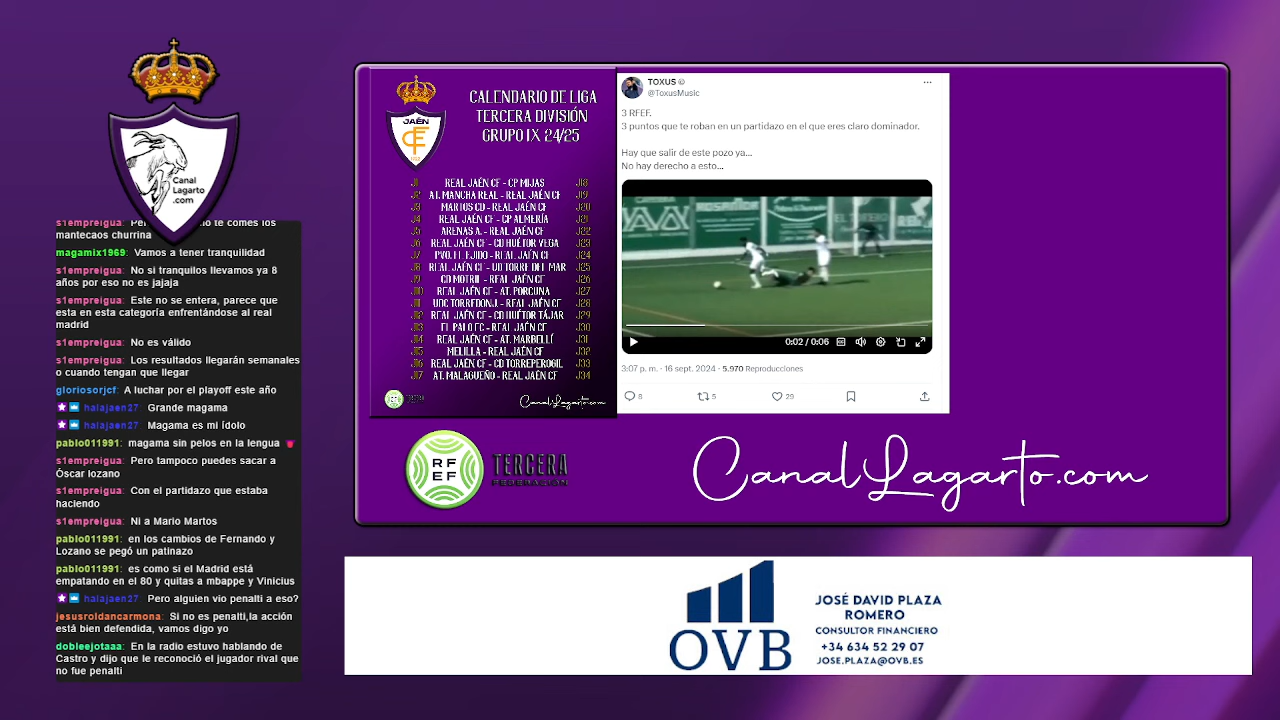 Canal
Lagarto
.com
s1empreigua: te comes los
mantecaos churrina
magamix1969: Vamos a tener tranquilidad
s1empreigua: No si tranquilos llevamos ya 8
años por eso no es jajaja
s1empreigua: Este no se entera, parece que
esta en esta categoría enfrentándose al real
madrid
s1empreigua: No es válido
s1empreigua: Los resultados llegarán semanales
o cuando tengan que llegar
gloriosorjcf: A luchar por el playoff este año
halajaen27 Grande magama
halajaen27 Magama es mi ídolo
pablo011991: magama sin pelos en la lengua
s1empreigua: Pero tampoco puedes sacar a
Óscar lozano
s1empreigua: Con el partidazo que estaba
haciendo
s1empreigua: Ni a Mario Martos
pablo011991: en los cambios de Fernando y
Lozano se pegó un patinazo
pablo011991: es como si el Madrid está
empatando en el 80 y quitas a mbappe y Vinicius
halajaen27 Pero alguien vio penalti a eso?
jesusroldancarmona: Si no es penalti,la acción
está bien defendida, vamos digo yo
dobleejotaaa: En la radio estuvo hablando de
Castro y dijo que le reconoció el jugador rival que
no fue penalti
JAÉN
CALENDARIO DE LIGA
TERCERA DIVISIÓN
GRUPO IX 24/25
J1 REAL JAÉN CF - CP MIJAS J18
J2 AT. MANCHA REAL - REAL JAÉN CF J19
J3 MARTOS CD - REAL JAÉN CF J20
J4 REAL JAÉN CF - CP ALMERÍA J21
J5 ARENAS A. - REAL JAÉN CF J22
J6 REAL JAÉN CF - CD HUÉTOR VEGA J23
J7 PVO. EL EJIDO - REAL JAÉN CF J24
J8 REAL JAÉN CF - UD TORRE DEL MAR J25
J9 CD MOTRIL - REAL JAÉN CF J26
J10 REAL JAÉN CF - AT. PORCUNA J27
J11 UDC TORREDONJ. - REAL JAÉN CF J28
J12 REAL JAÉN CF - CD HUÉTOR TÁJAR J29
J13 EL PALO FC - REAL JAÉN CF J30
J14 REAL JAÉN CF - AT. MARBELLÍ J31
J15 MELILLA - REAL JAÉN CF J32
J16 REAL JAÉN CF - CD TORREPEROGIL J33
J17 AT. MALAGUEÑO - REAL JAÉN CF J34
CanalLagarto.com
TOXUS
@ToxusMusic
3 RFEF.
3 puntos que te roban en un partidazo en el que eres claro dominador.
Hay que salir de este pozo ya...
No hay derecho a esto...
0:02 / 0:06
3:07 p. m. · 16 sept. 2024 · 5.970 Reproducciones
8 5 29
RF
EF
TERCERA
FEDERACIÓN
CanalLagarto.com
OVB
JOSÉ DAVID PLAZA
ROMERO
CONSULTOR FINANCIERO
+34 634 52 29 07
JOSE.PLAZA@OVB.ES